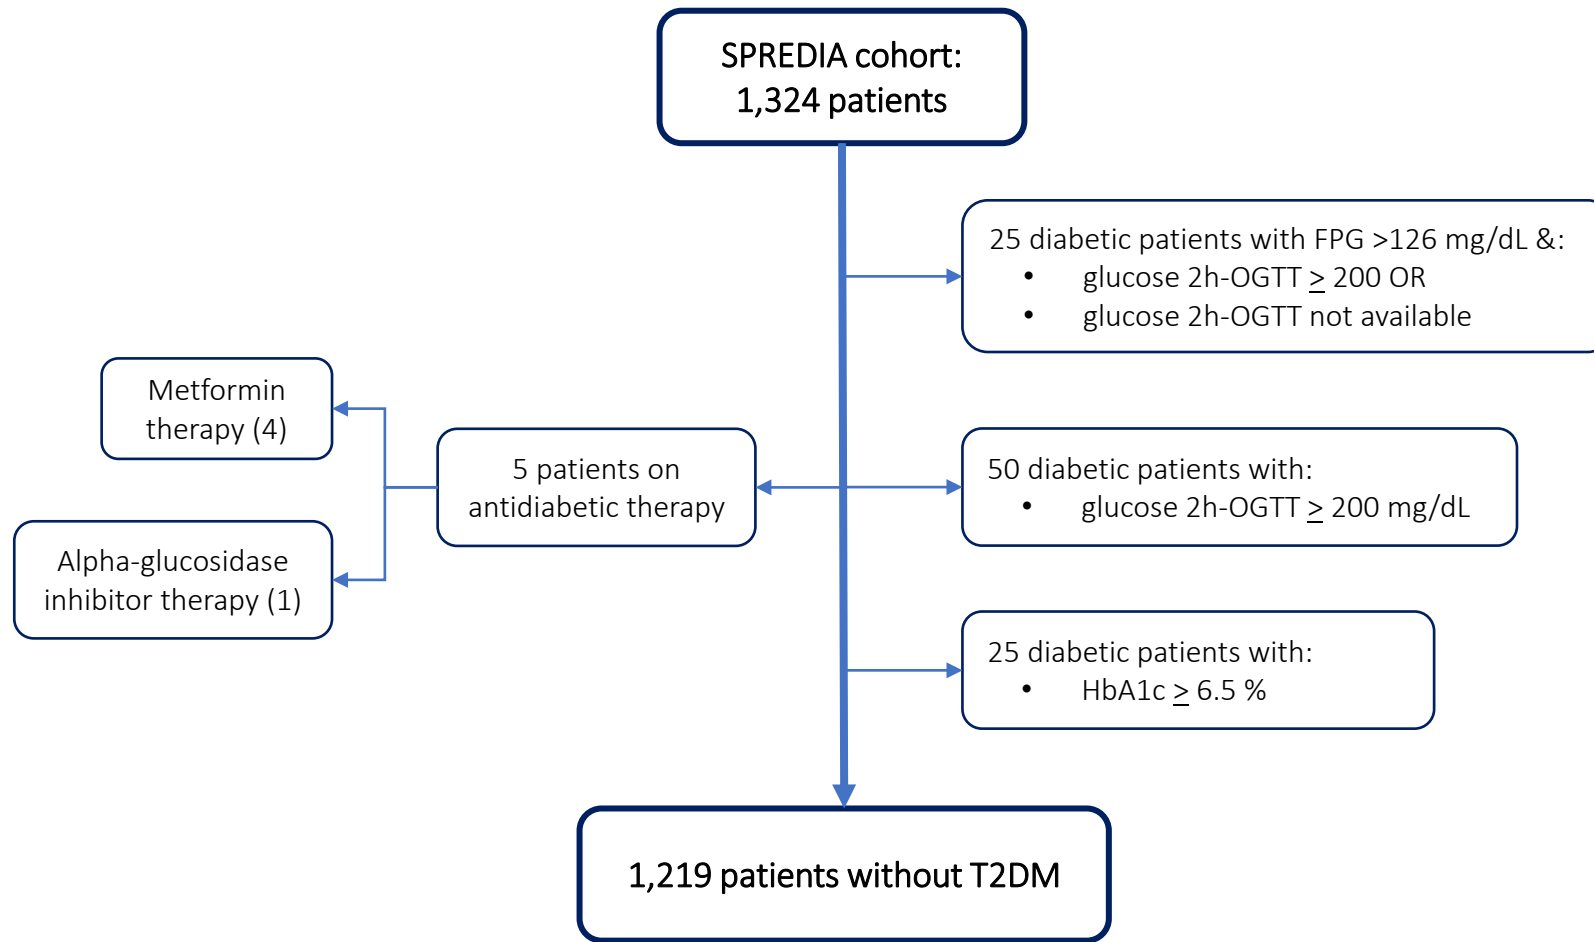 SPREDIA cohort:
1,324 patients
25 diabetic patients with FPG >126 mg/dL &:
• glucose 2h-OGTT ≥ 200 OR
• glucose 2h-OGTT not available
Metformin
therapy (4)
5 patients on
antidiabetic therapy
50 diabetic patients with:
• glucose 2h-OGTT ≥ 200 mg/dL
Alpha-glucosidase
inhibitor therapy (1)
25 diabetic patients with:
• HbA1c ≥ 6.5 %
1,219 patients without T2DM